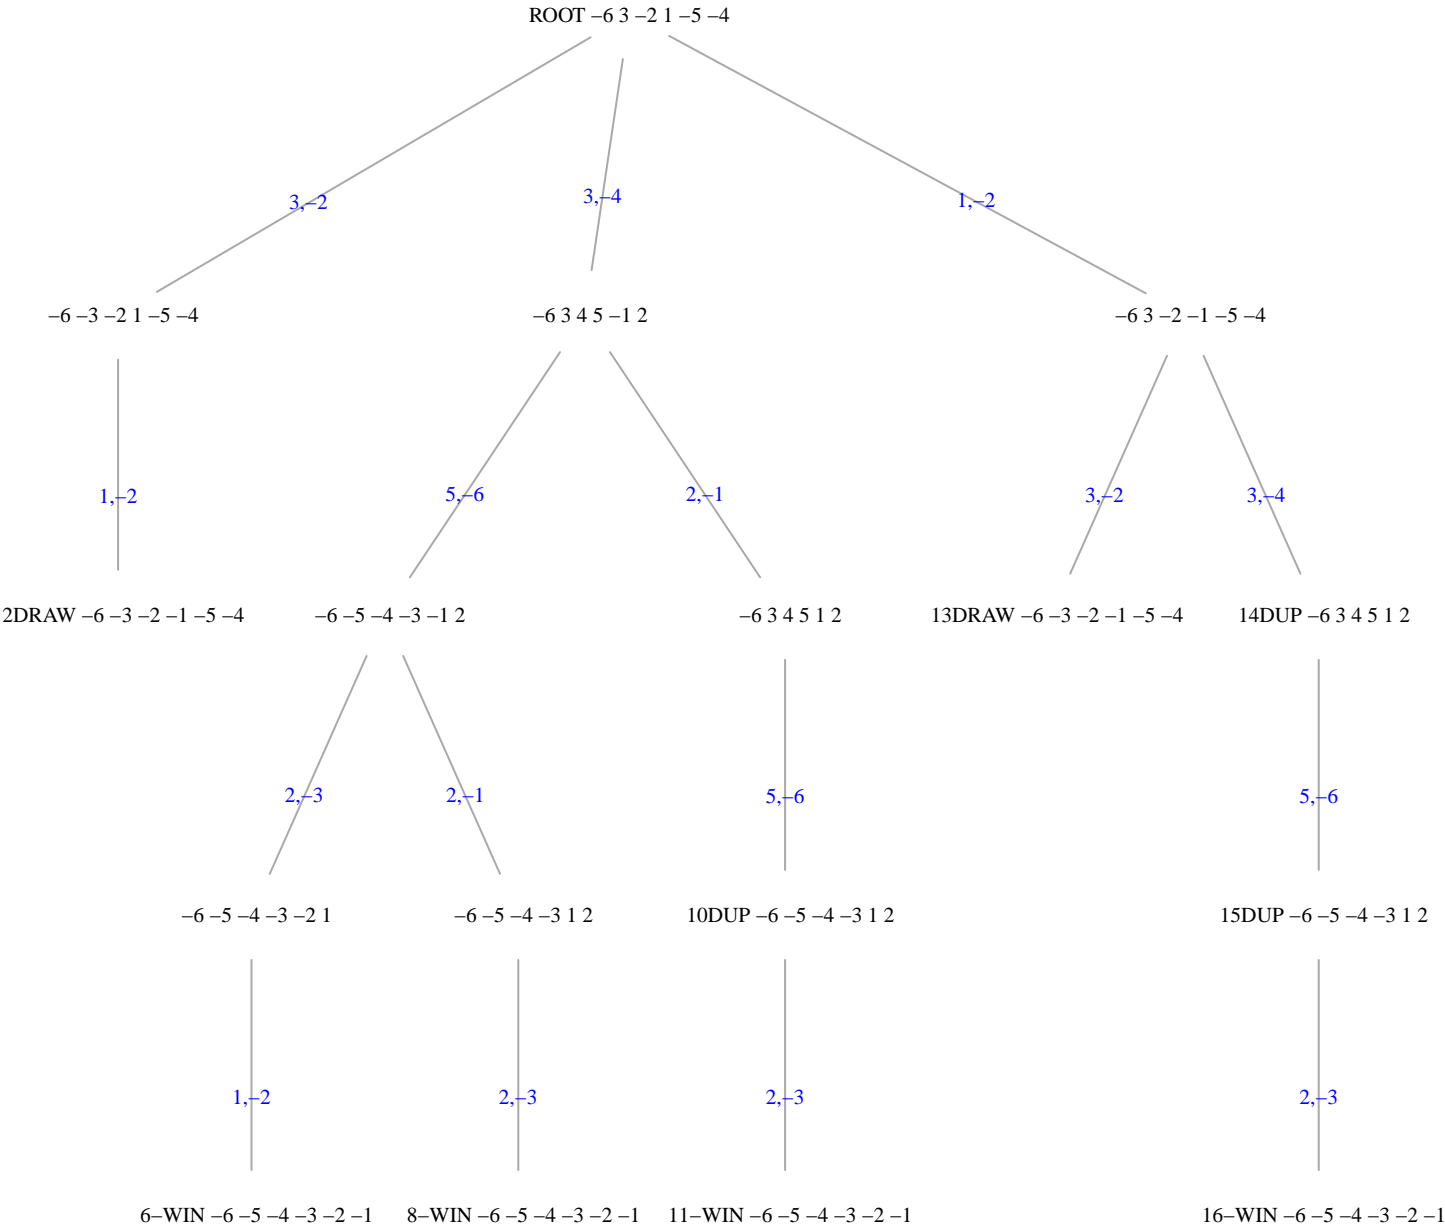 ROOT –6 3 –2 1 –5 –4
3,–2
3,–4
1,–2
–6 –3 –2 1 –5 –4
–6 3 4 5 –1 2
–6 3 –2 –1 –5 –4
1,–2
5,–6
2,–1
3,–2
3,–4
2DRAW –6 –3 –2 –1 –5 –4
–6 –5 –4 –3 –1 2
–6 3 4 5 1 2
13DRAW –6 –3 –2 –1 –5 –4
14DUP –6 3 4 5 1 2
2,–3
2,–1
5,–6
5,–6
–6 –5 –4 –3 –2 1
–6 –5 –4 –3 1 2
10DUP –6 –5 –4 –3 1 2
15DUP –6 –5 –4 –3 1 2
1,–2
2,–3
2,–3
2,–3
6–WIN –6 –5 –4 –3 –2 –1
8–WIN –6 –5 –4 –3 –2 –1
11–WIN –6 –5 –4 –3 –2 –1
16–WIN –6 –5 –4 –3 –2 –1